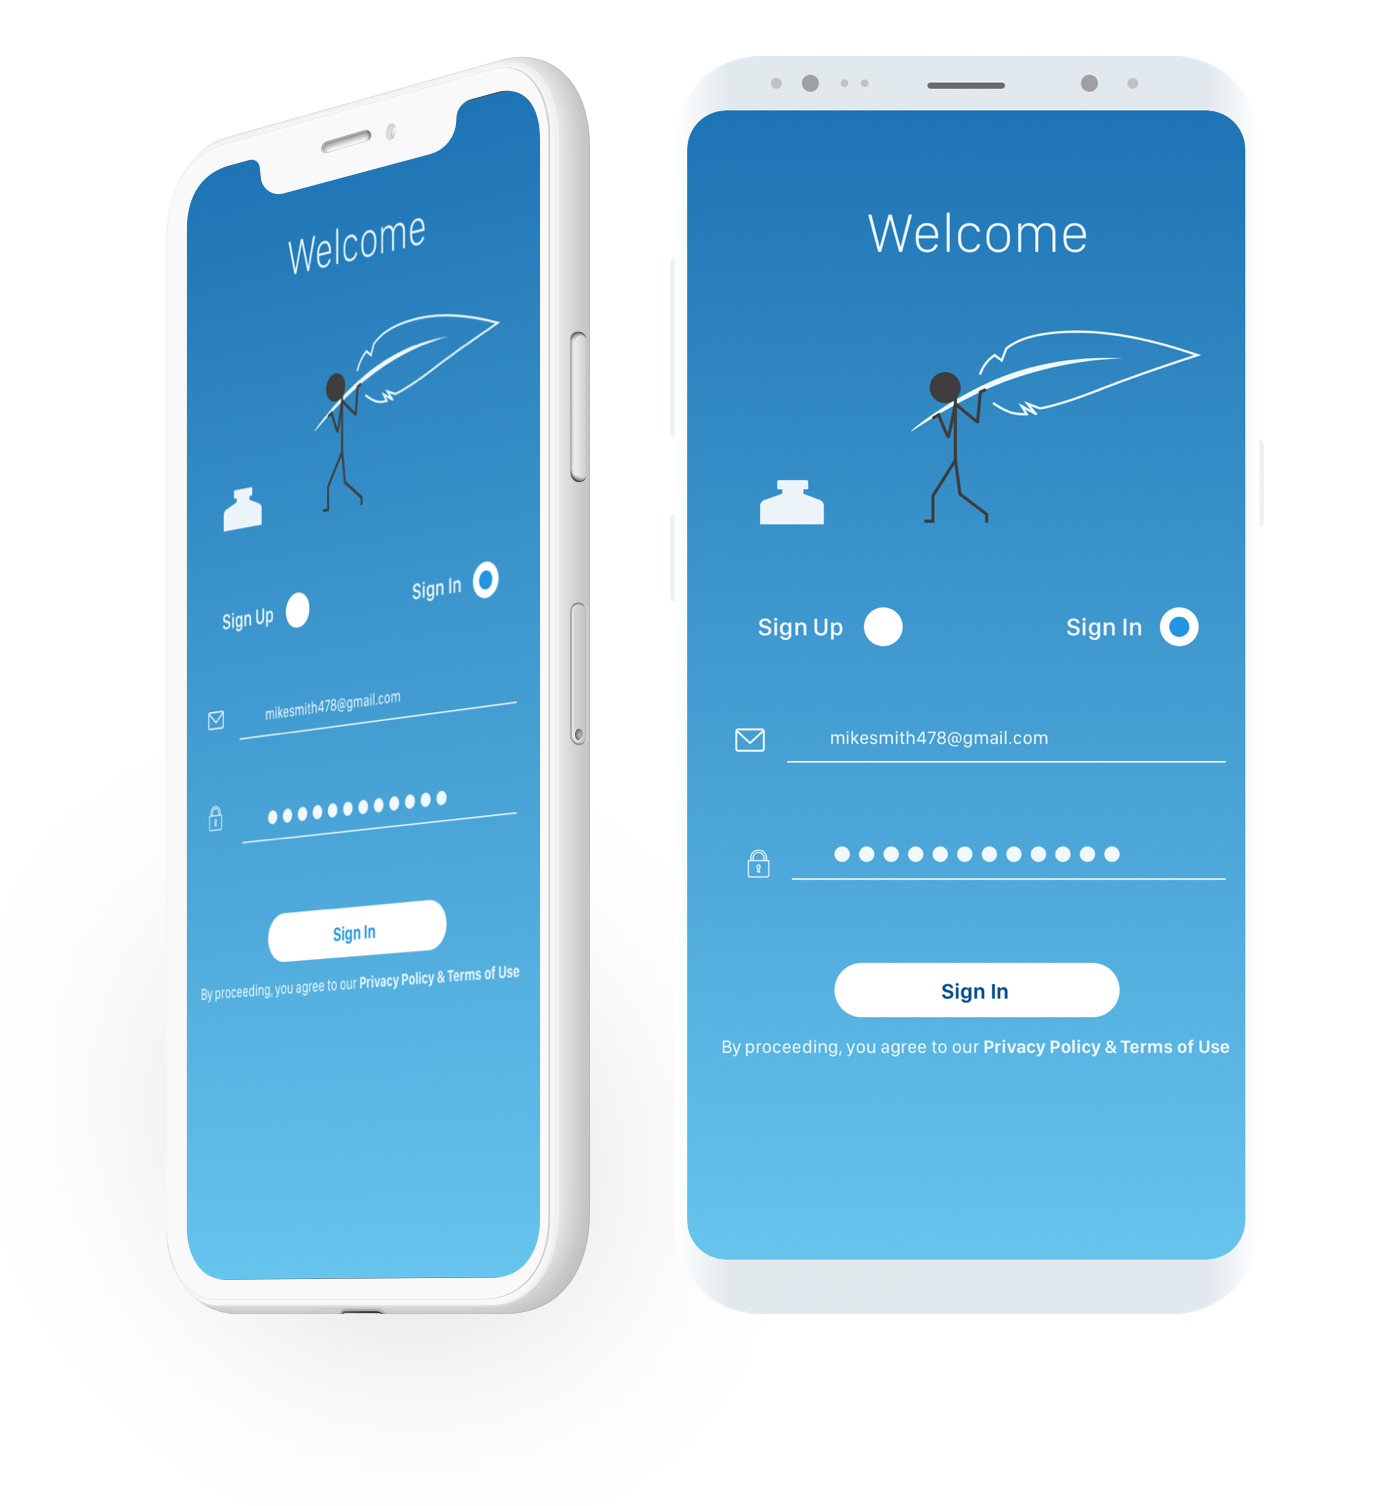 Welcome
Sign Up
Sign In
mikesmith478@gmail.com
Sign In
By proceeding, you agree to our Privacy Policy & Terms of Use
Welcome
Sign Up
Sign In
mikesmith478@gmail.com
Sign In
By proceeding, you agree to our Privacy Policy & Terms of Use